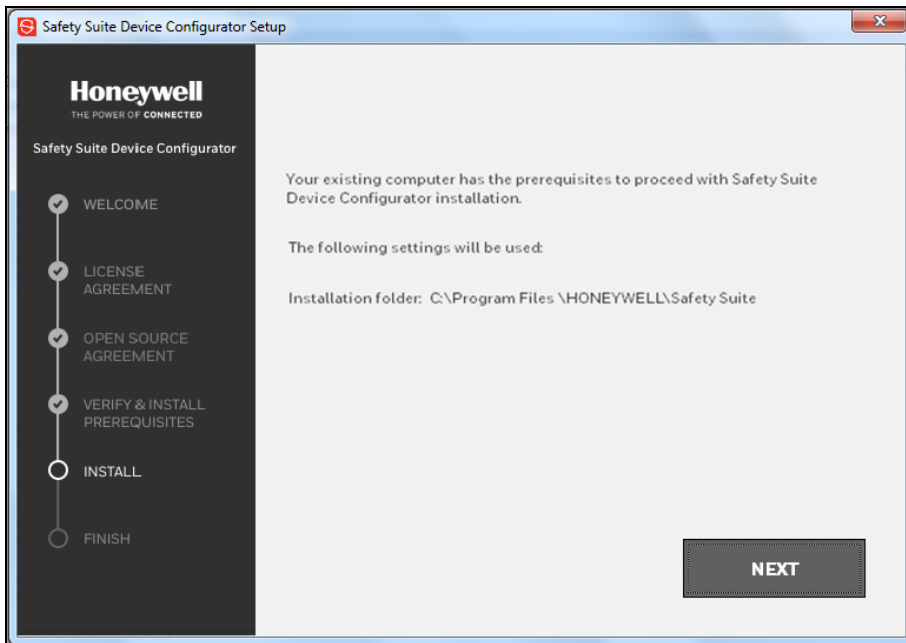 Safety Suite Device Configurator Setup
Honeywell
THE POWER OF CONNECTED
Safety Suite Device Configurator
WELCOME
LICENSE
AGREEMENT
OPEN SOURCE
AGREEMENT
VERIFY & INSTALL
PREREQUISITES
INSTALL
FINISH
Your existing computer has the prerequisites to proceed with Safety Suite
Device Configurator installation.
The following settings will be used:
Installation folder: C:\Program Files \HONEYWELL\Safety Suite
NEXT